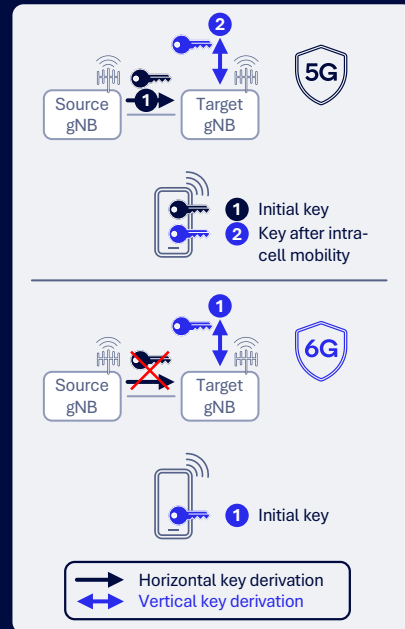 2
5G
Source
gNB
1
Target
gNB
1 Initial key
2 Key after intra-
cell mobility
1
6G
Source
gNB
Target
gNB
1 Initial key
Horizontal key derivation
Vertical key derivation